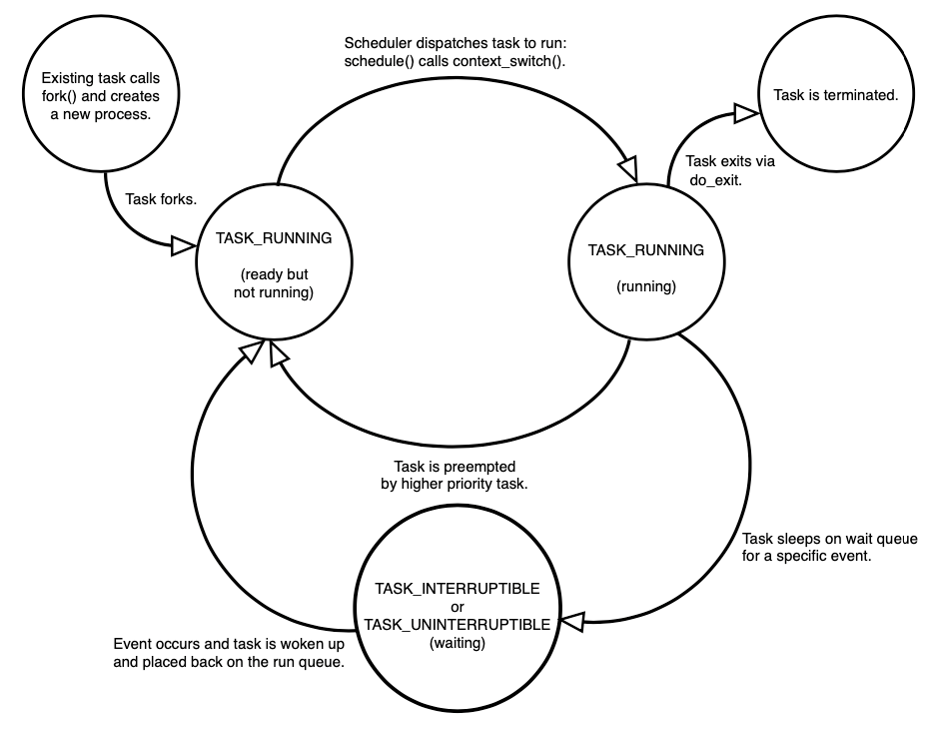 Scheduler dispatches task to run:
schedule() calls context_switch().
Existing task calls
fork() and creates
a new process.
Task is terminated.
Task exits via
do_exit.
Task forks.
TASK_RUNNING
(ready but
not running)
TASK_RUNNING
(running)
Task is preempted
by higher priority task.
Task sleeps on wait queue
for a specific event.
TASK_INTERRUPTIBLE
or
TASK_UNINTERRUPTIBLE
(waiting)
Event occurs and task is woken up
and placed back on the run queue.